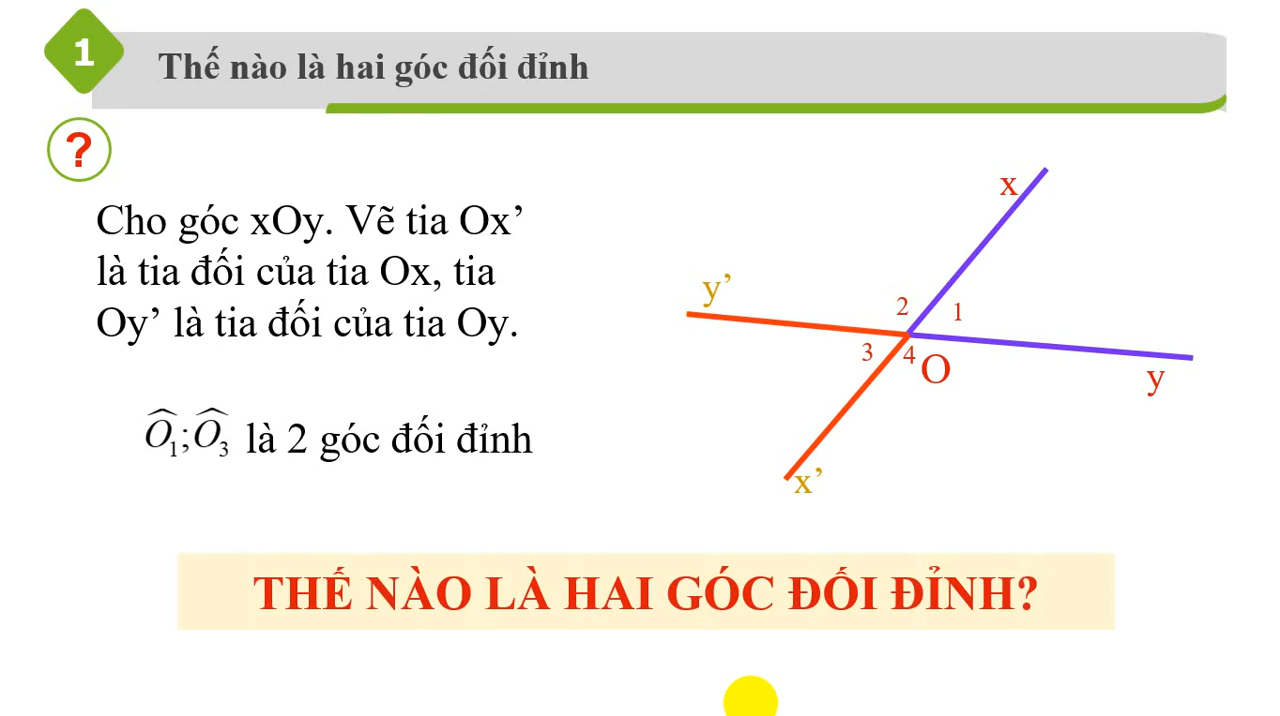 1
Thế nào là hai góc đối đỉnh
?
Cho góc xOy. Vẽ tia Ox’
là tia đối của tia Ox, tia
Oy’ là tia đối của tia Oy.
x
y’
2
1
3
4
O
y
x’
Ô₁;Ô₃ là 2 góc đối đỉnh
THẾ NÀO LÀ HAI GÓC ĐỐI ĐỈNH?